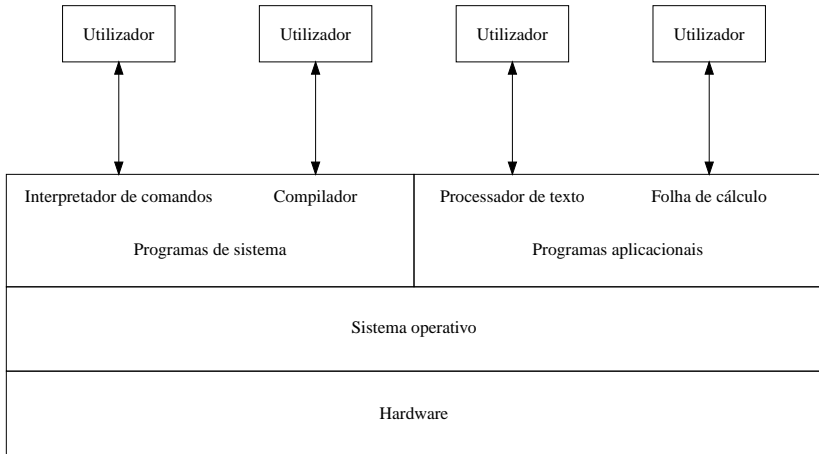 Utilizador
Utilizador
Utilizador
Utilizador
Interpretador de comandos
Compilador
Processador de texto
Folha de cálculo
Programas de sistema
Programas aplicacionais
Sistema operativo
Hardware